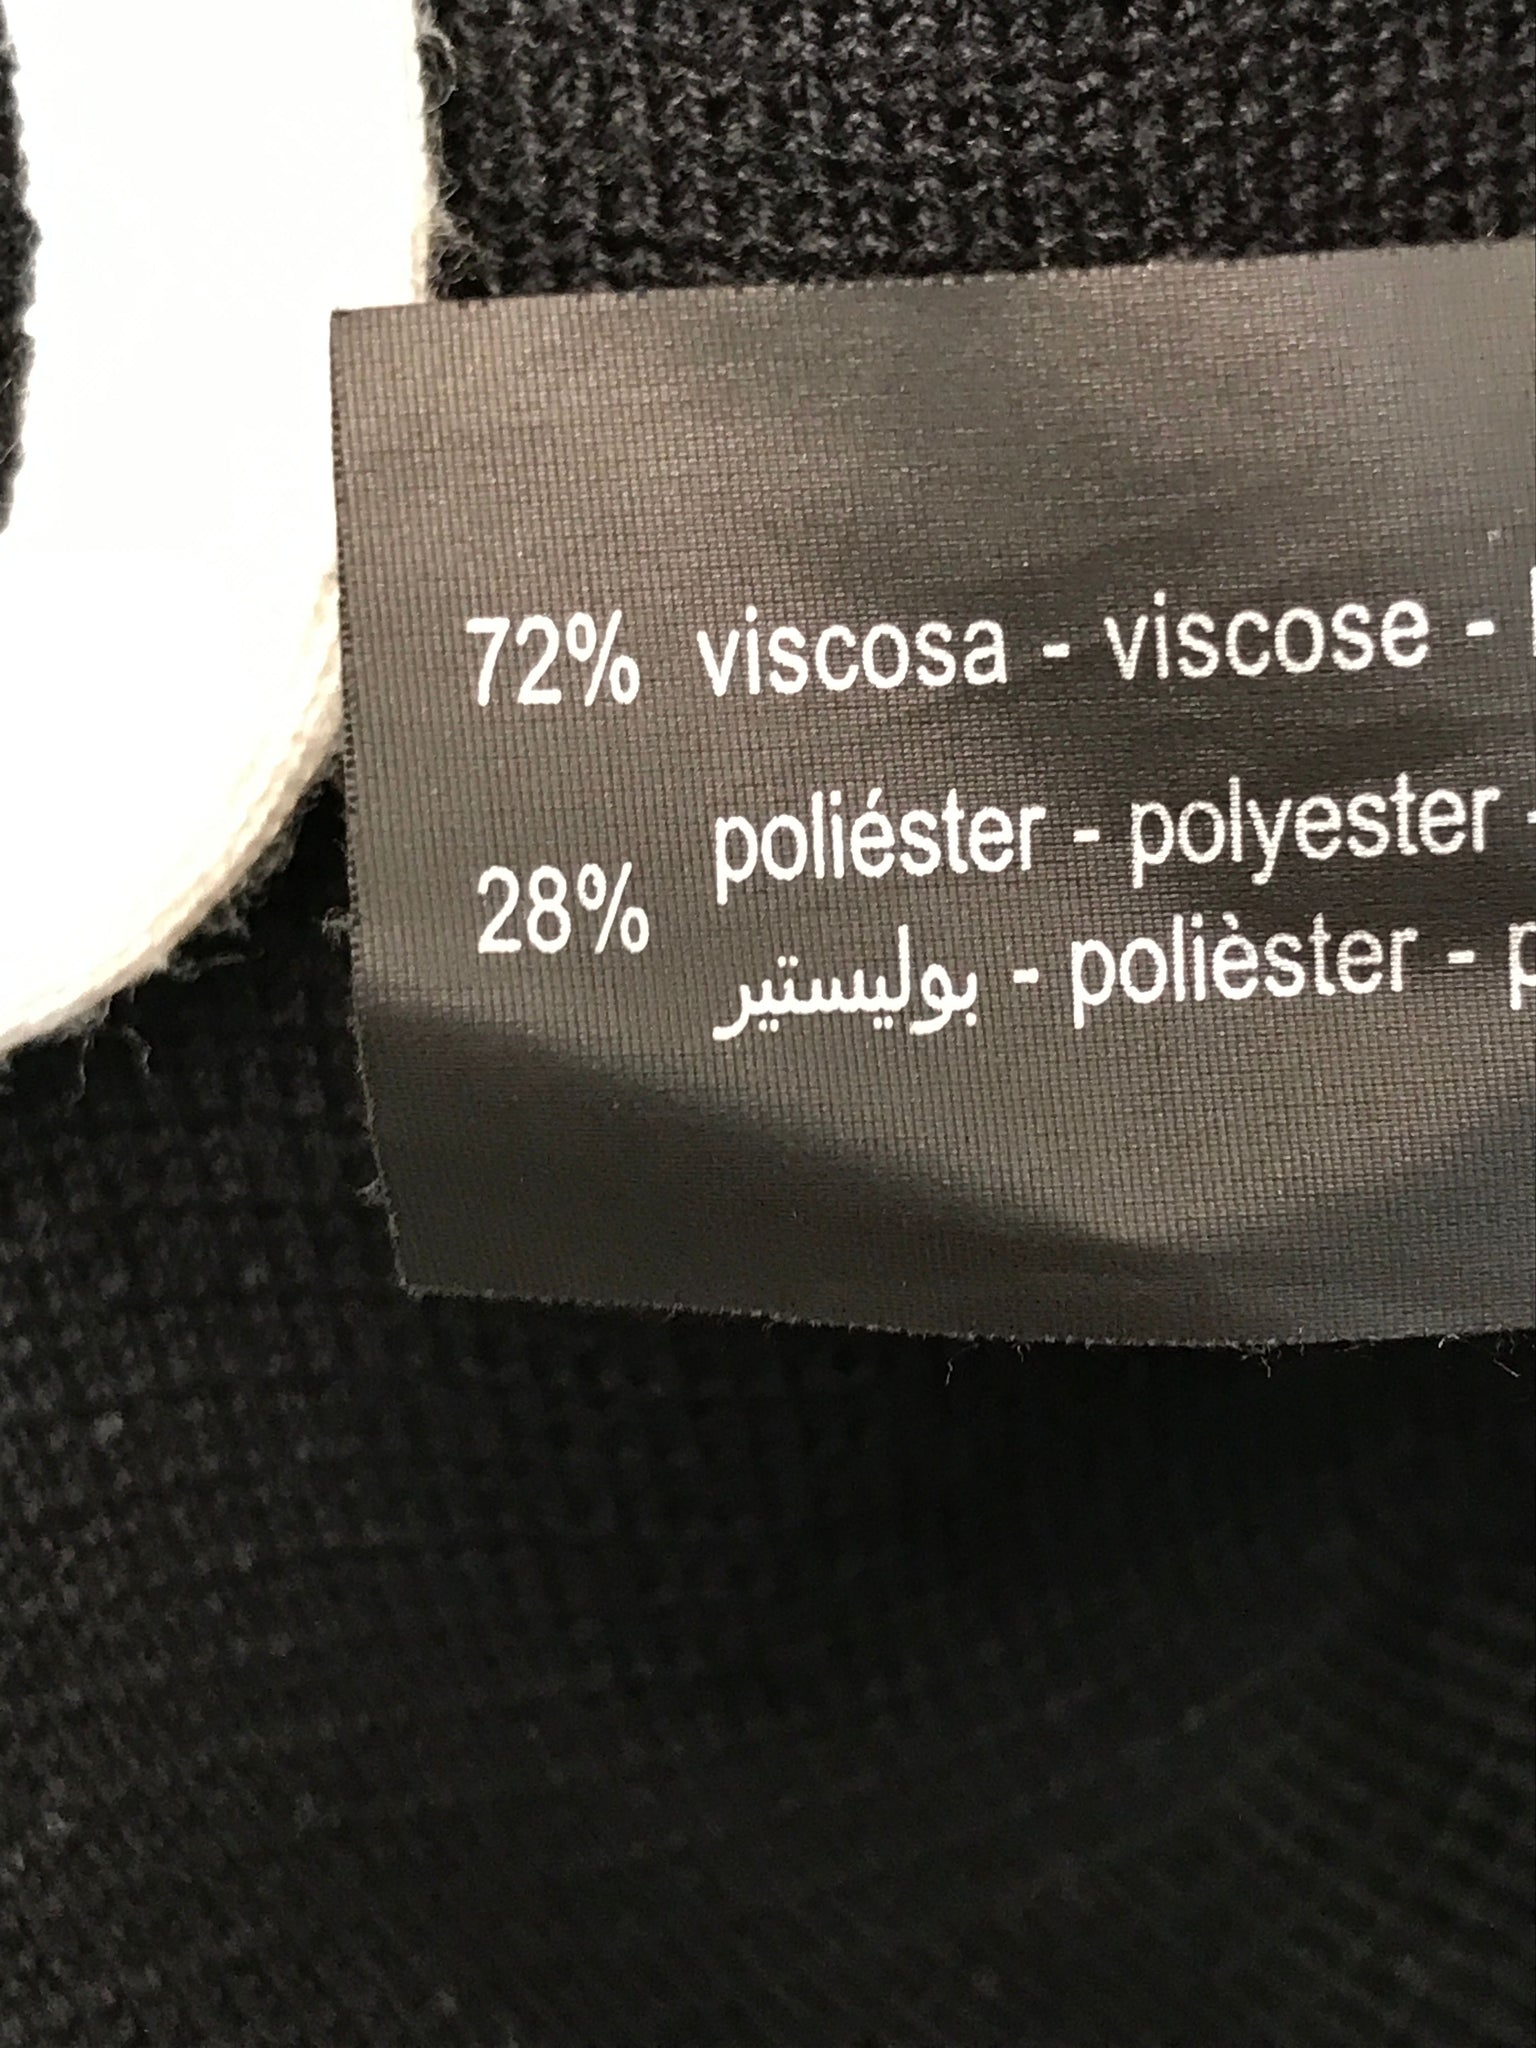 72% viscosa - viscose -
poliéster - polyester -
28%
بوليستير - polièster -